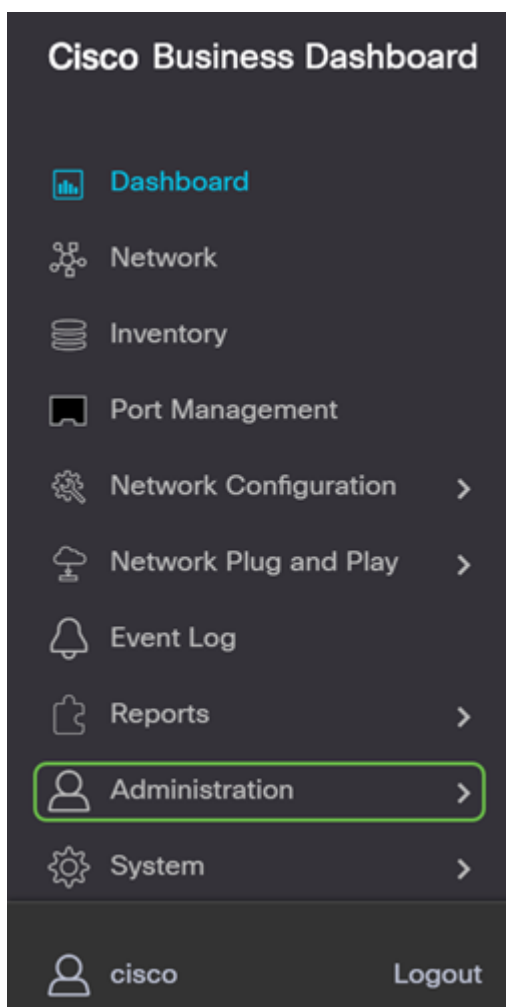 Cisco Business Dashboard
Dashboard
Network
Inventory
Port Management
Network Configuration
Network Plug and Play
Event Log
Reports
Administration
System
cisco Logout